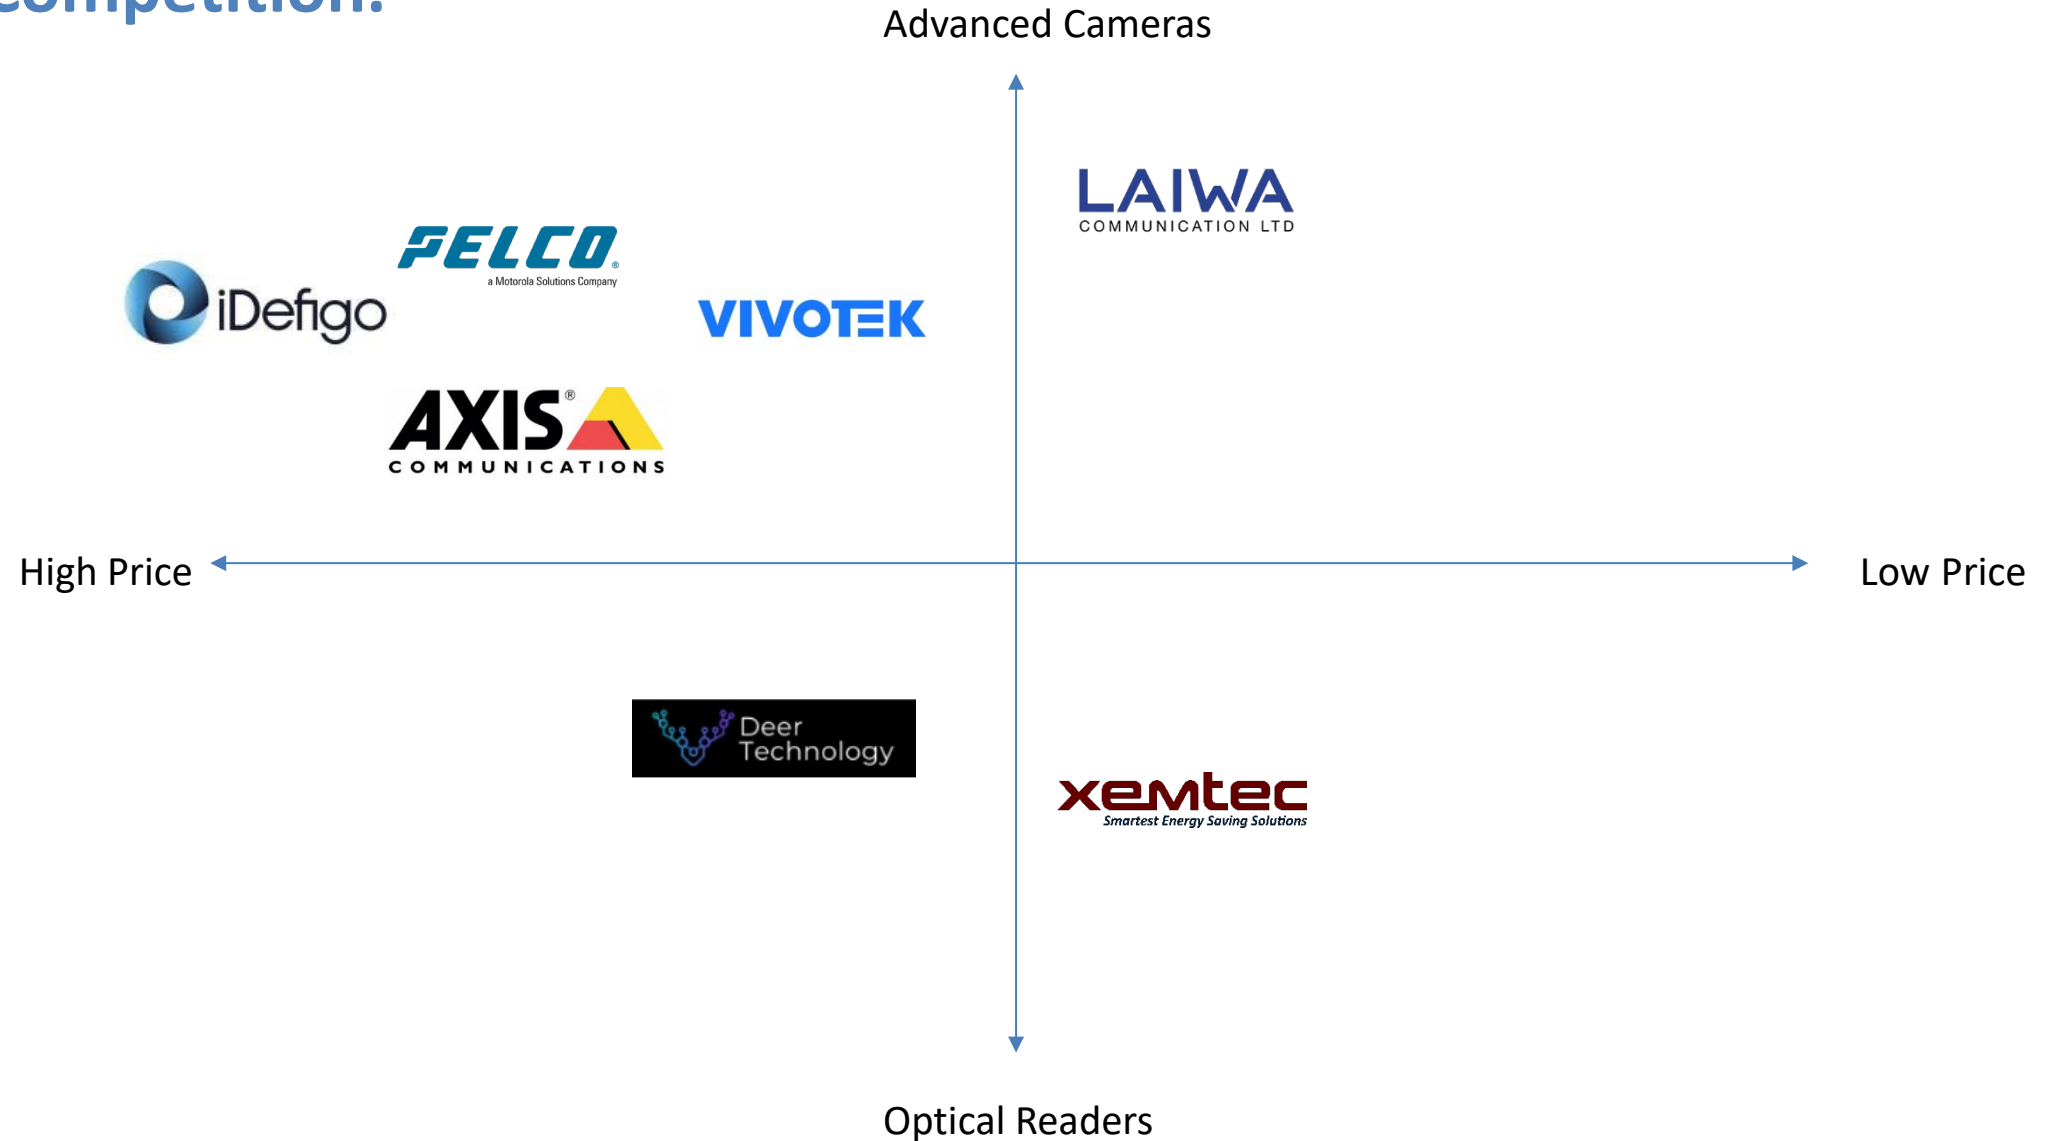 competition:
Advanced Cameras
LAIWA
COMMUNICATION LTD
PELCO®
a Motorola Solutions Company
iDefigo
VIVOTEK
AXIS®
COMMUNICATIONS
High Price
Low Price
Deer
Technology
xemtec
Smartest Energy Saving Solutions
Optical Readers